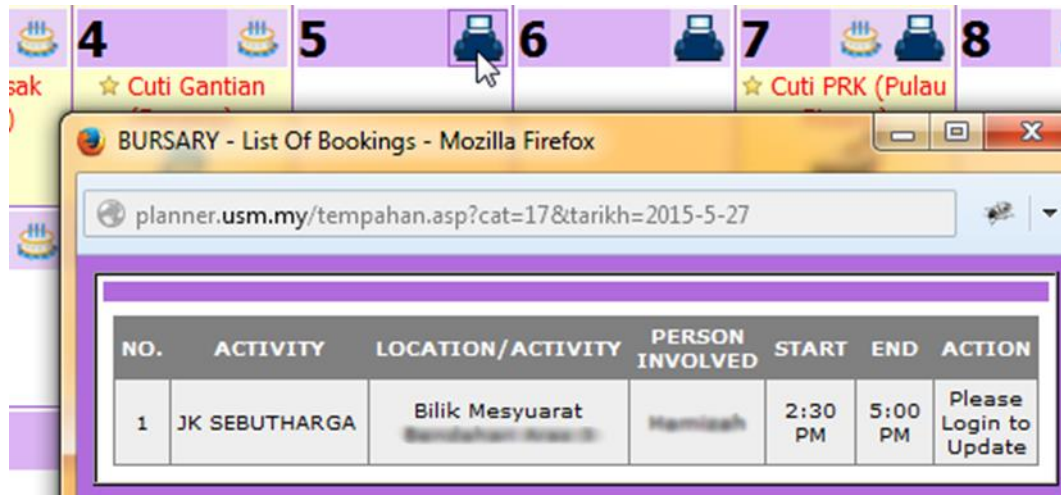 4 5 6 7 8
sak Cuti Gantian Cuti PRK (Pulau
)
BURSARY - List Of Bookings - Mozilla Firefox
planner.usm.my/tempahan.asp?cat=17&tarikh=2015-5-27
NO. ACTIVITY LOCATION/ACTIVITY PERSON INVOLVED START END ACTION
1 JK SEBUTHARGA Bilik Mesyuarat 2:30 PM 5:00 PM Please Login to Update